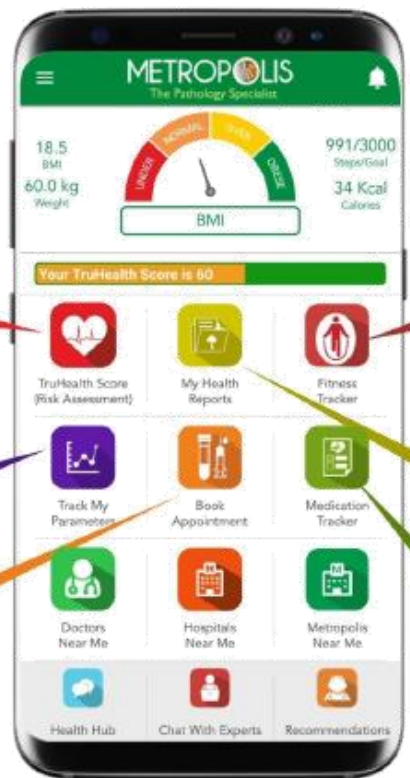 METROPOLIS
The Pathology Specialist
18.5
BMI
60.0 kg
Weight
UNDER
NORMAL
OVER
OBESE
BMI
991/3000
Steps/Goal
34 Kcal
Calories
Your TruHealth Score is 60
TruHealth Score
(Risk Assessment)
My Health
Reports
Fitness
Tracker
Track My
Parameters
Book
Appointment
Medication
Tracker
Doctors
Near Me
M
Hospitals
Near Me
M
Metropolis
Near Me
Health Hub
Chat With Experts
Recommendations